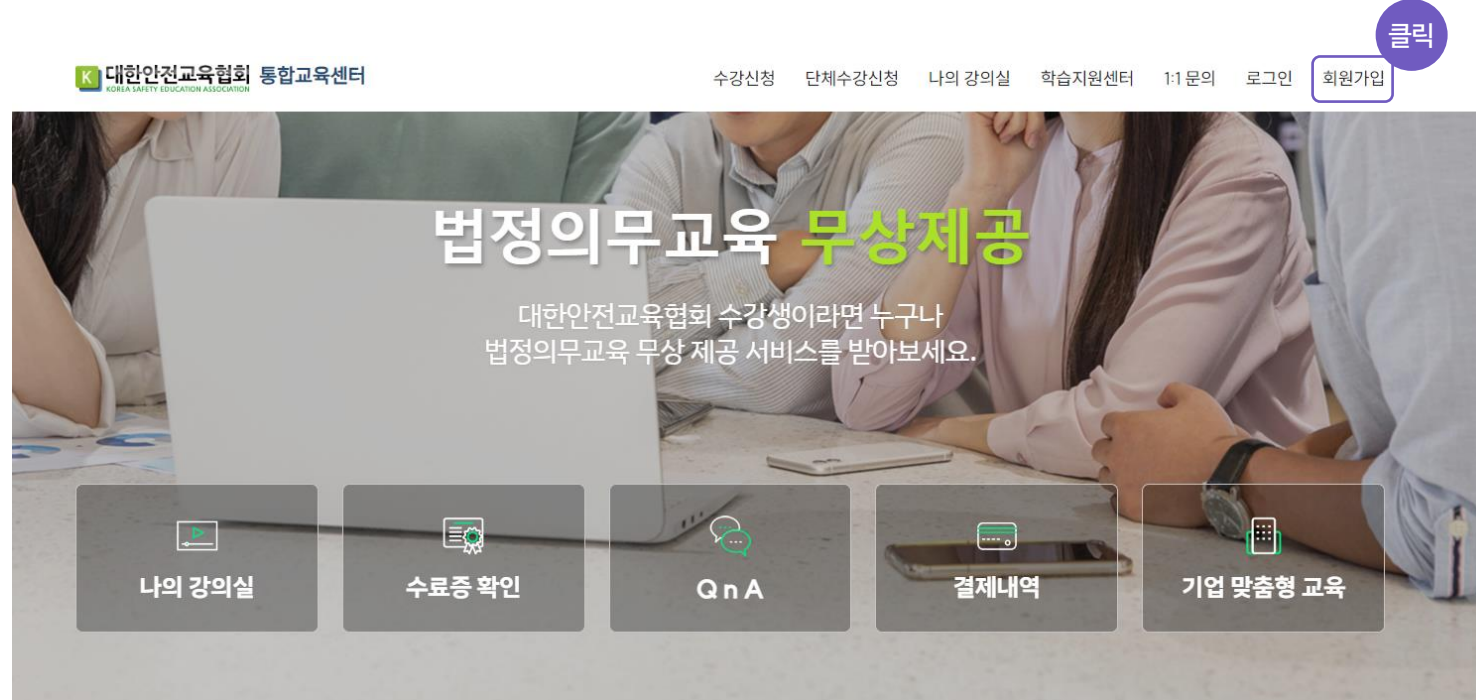 클릭
K 대한안전교육협회 통합교육센터
KOREA SAFETY EDUCATION ASSOCIATION
수강신청 단체수강신청 나의 강의실 학습지원센터 1:1 문의 로그인 회원가입
법정의무교육 무상제공
대한안전교육협회 수강생이라면 누구나
법정의무교육 무상 제공 서비스를 받아보세요.
나의 강의실 수료증 확인 QnA 결제내역 기업 맞춤형 교육